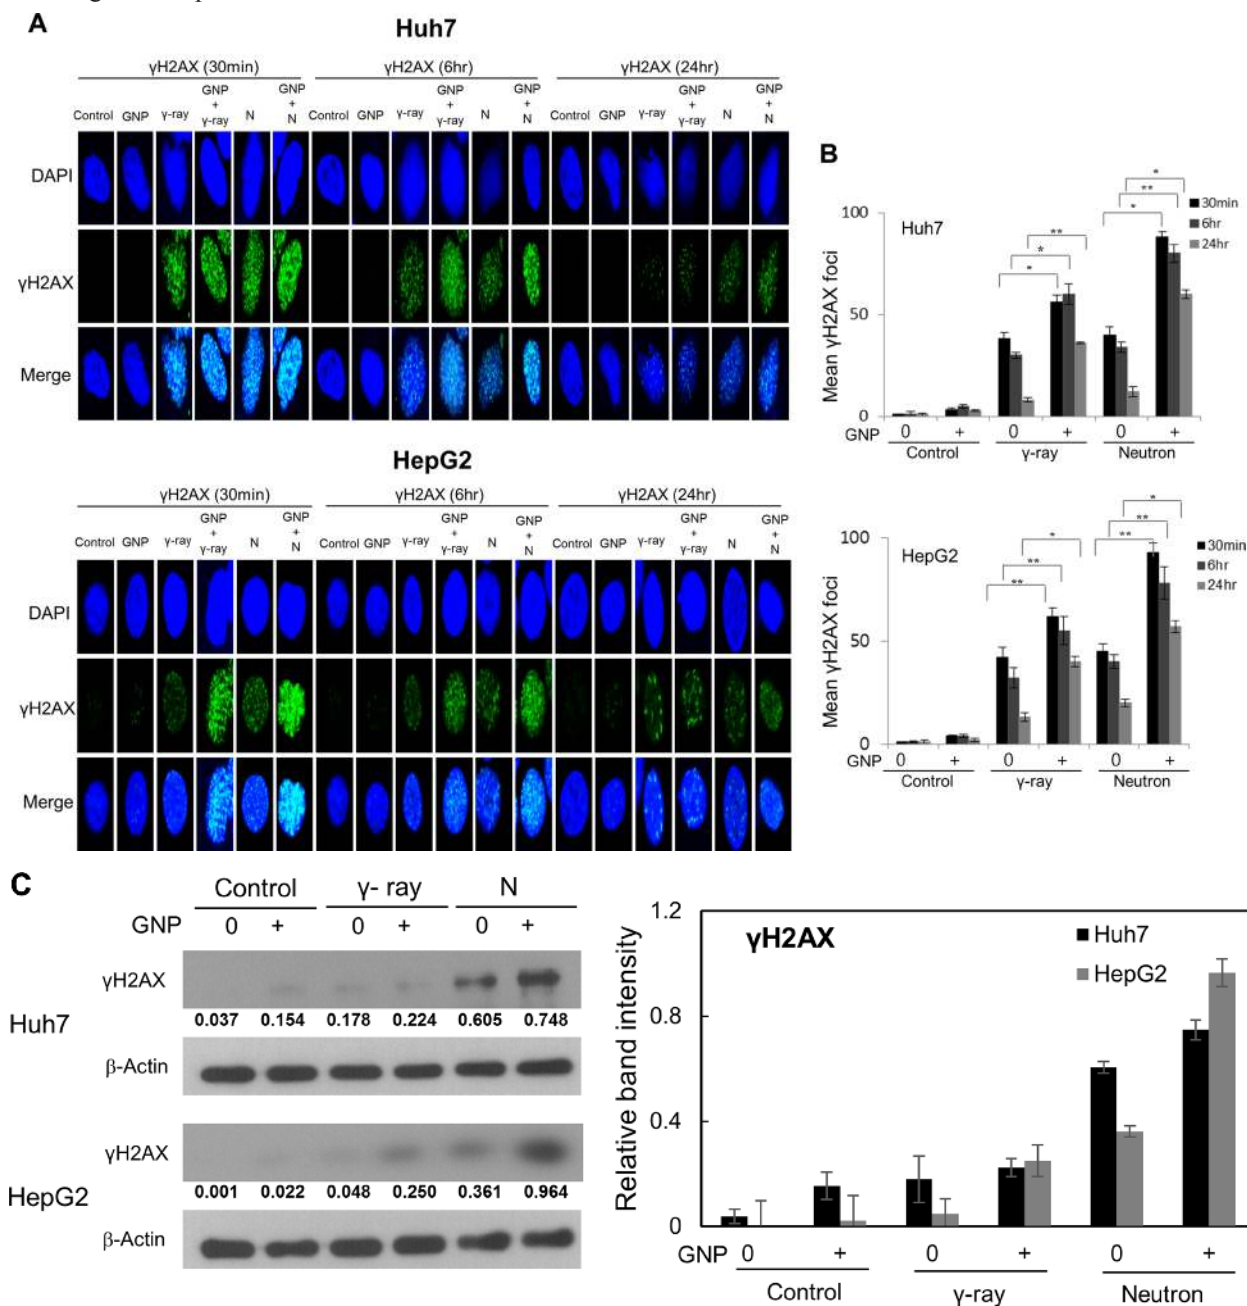 A
Huh7
γH2AX (30min) γH2AX (6hr) γH2AX (24hr)
Control GNP γ-ray GNP + γ-ray N GNP + N Control GNP γ-ray GNP + γ-ray N GNP + N Control GNP γ-ray GNP + γ-ray N GNP + N
DAPI
γH2AX
Merge
HepG2
γH2AX (30min) γH2AX (6hr) γH2AX (24hr)
Control GNP γ-ray GNP + γ-ray N GNP + N Control GNP γ-ray GNP + γ-ray N GNP + N Control GNP γ-ray GNP + γ-ray N GNP + N
DAPI
γH2AX
Merge
B
Huh7
Mean γH2AX foci
100
50
0
* ** * ** * *
30min
6hr
24hr
GNP 0 + 0 + 0 +
Control γ-ray Neutron
HepG2
Mean γH2AX foci
100
50
0
* ** ** * ** **
30min
6hr
24hr
GNP 0 + 0 + 0 +
Control γ-ray Neutron
C
Control γ- ray N
GNP 0 + 0 + 0 +
Huh7
γH2AX
0.037 0.154 0.178 0.224 0.605 0.748
β-Actin
HepG2
γH2AX
0.001 0.022 0.048 0.250 0.361 0.964
β-Actin
γH2AX
Relative band intensity
1.2
0.8
0.4
0
Huh7
HepG2
GNP 0 + 0 + 0 +
Control γ-ray Neutron